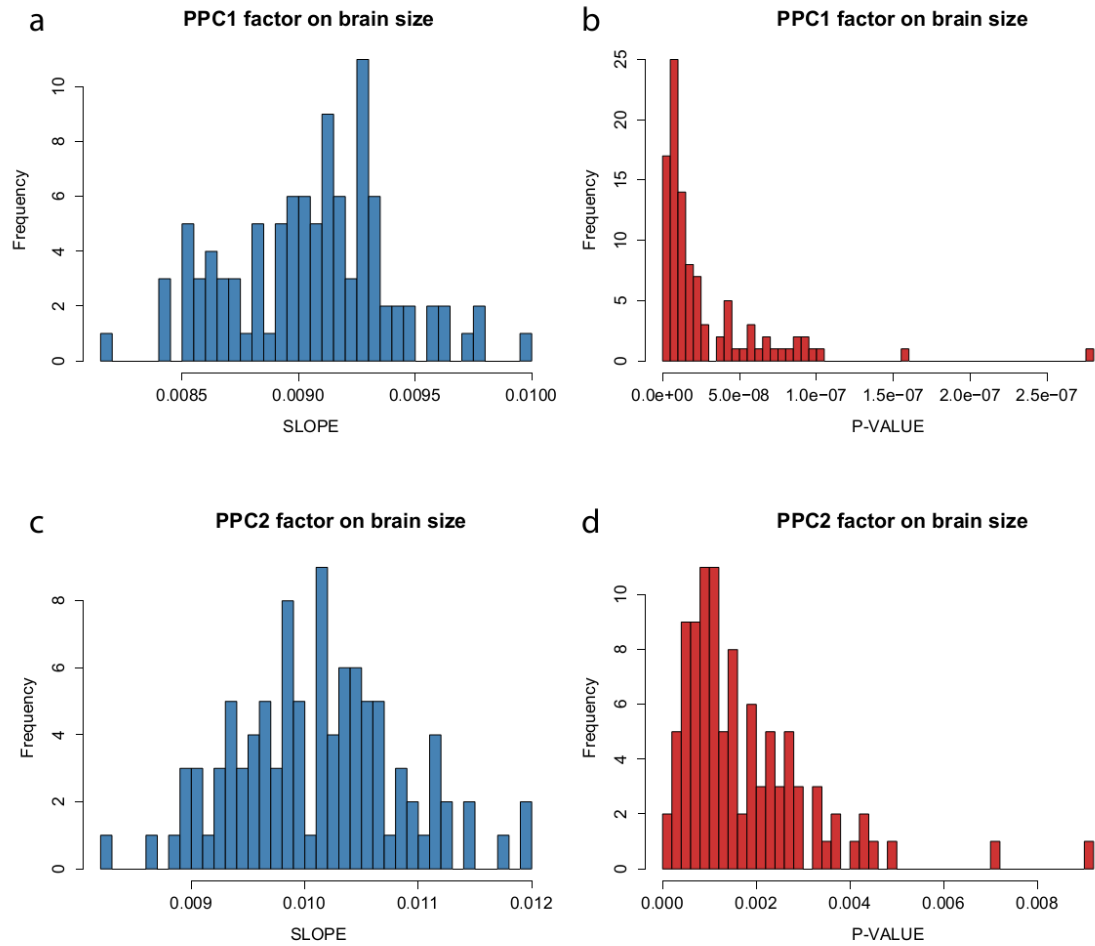 a
PPC1 factor on brain size
Frequency
0
2
4
6
8
10
0.0085
0.0090
0.0095
0.0100
SLOPE
b
PPC1 factor on brain size
Frequency
0
5
10
15
20
25
0.0e+00
5.0e-08
1.0e-07
1.5e-07
2.0e-07
2.5e-07
P-VALUE
c
PPC2 factor on brain size
Frequency
0
2
4
6
8
0.009
0.010
0.011
0.012
SLOPE
d
PPC2 factor on brain size
Frequency
0
2
4
6
8
10
0.000
0.002
0.004
0.006
0.008
P-VALUE